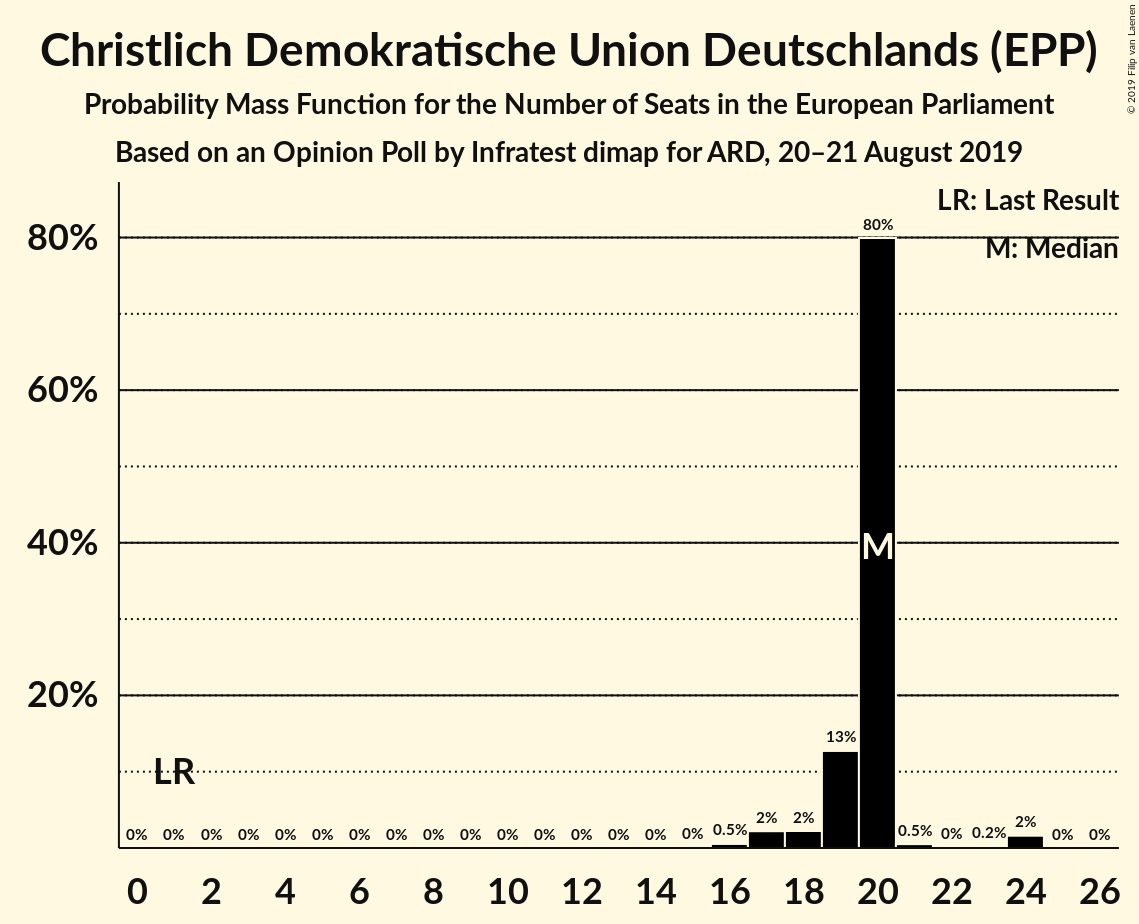 Christlich Demokratische Union Deutschlands (EPP)
Probability Mass Function for the Number of Seats in the European Parliament
Based on an Opinion Poll by Infratest dimap for ARD, 20–21 August 2019
© 2019 Filip van Laenen
LR: Last Result
M: Median
80%
60%
40%
20%
80%
M
13%
LR
0% 0% 0% 0% 0% 0% 0% 0% 0% 0% 0% 0% 0% 0% 0% 0% 0.5% 2% 2% 0.5% 0% 0.2% 2% 0% 0%
0 2 4 6 8 10 12 14 16 18 20 22 24 26